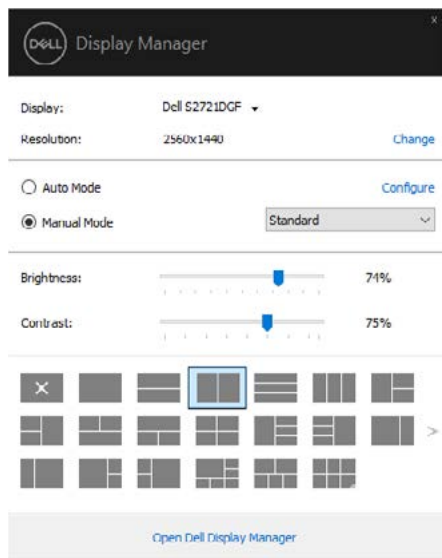 x
DELL Display Manager
Display: Dell S2721DGF
Resolution: 2560x1440 Change
Auto Mode Configure
Manual Mode Standard
Brightness: 74%
Contrast: 75%
>
Open Dell Display Manager